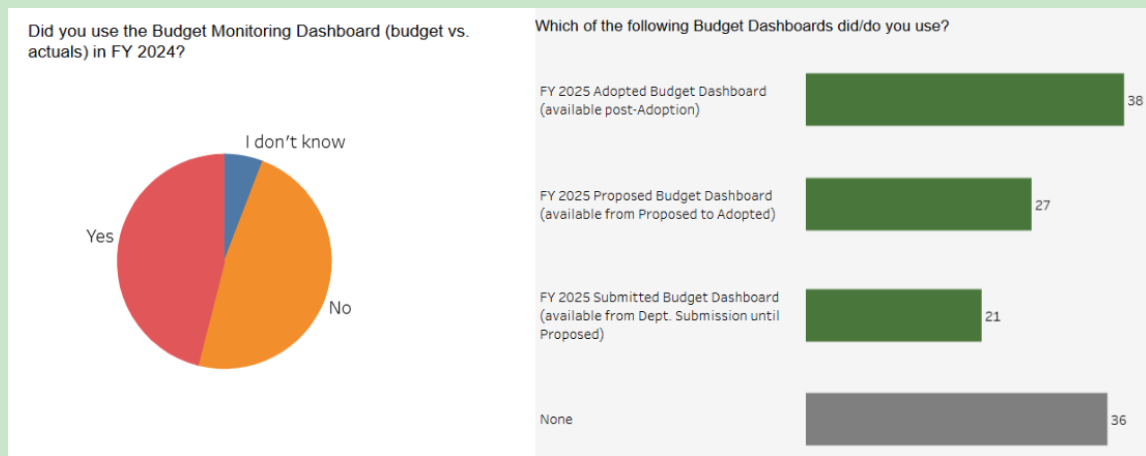 Did you use the Budget Monitoring Dashboard (budget vs.
actuals) in FY 2024?
I don't know
Yes
No
Which of the following Budget Dashboards did/do you use?
FY 2025 Adopted Budget Dashboard
(available post-Adoption)
38
FY 2025 Proposed Budget Dashboard
(available from Proposed to Adopted)
27
FY 2025 Submitted Budget Dashboard
(available from Dept. Submission until
Proposed)
21
None
36